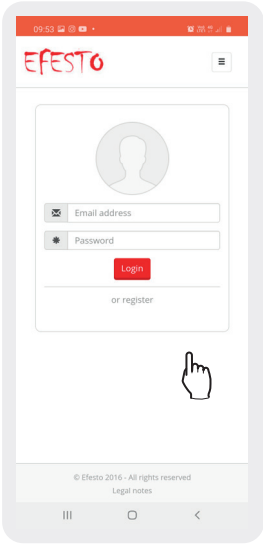 09:53
EFESTO
Email address
Password
Login
or register
© Efesto 2016 - All rights reserved
Legal notes